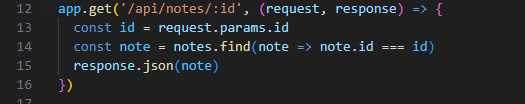 12 app.get('/api/notes/:id', (request, response) => {
13   const id = request.params.id
14   const note = notes.find(note => note.id === id)
15   response.json(note)
16 })
17